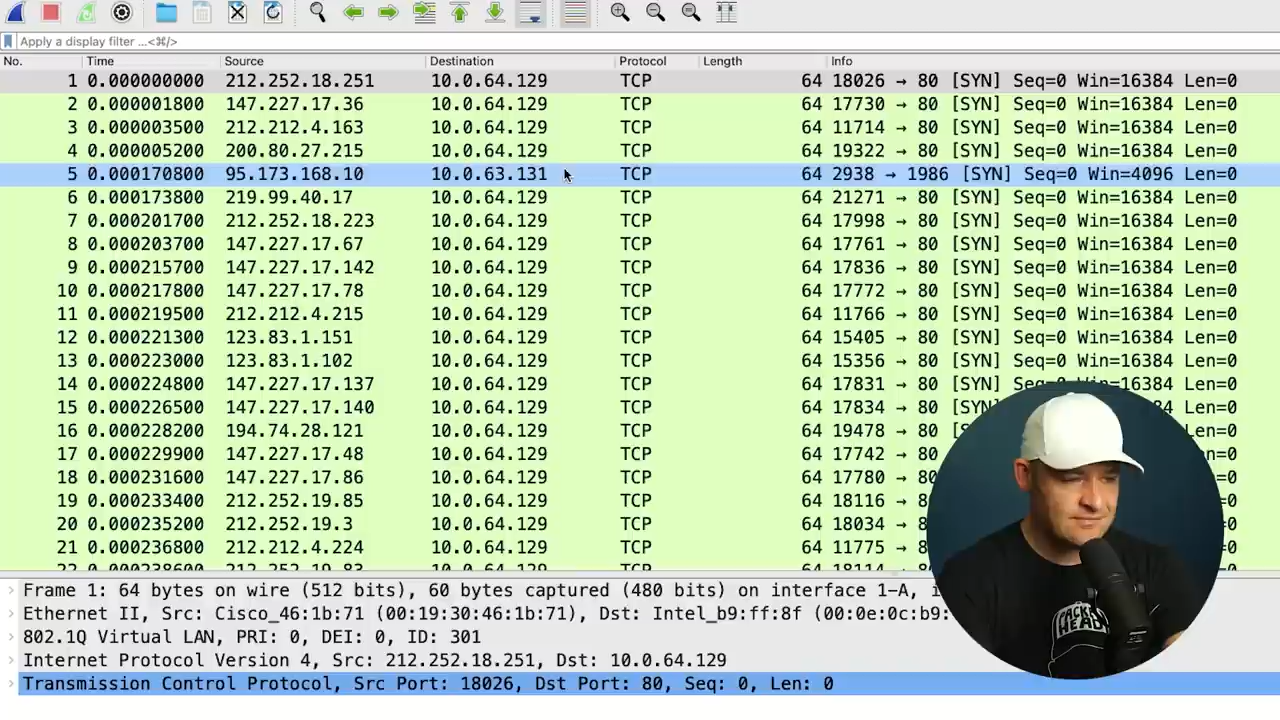 Apply a display filter ...<⌘/>
No. Time Source Destination Protocol Length Info
1 0.000000000 212.252.18.251 10.0.64.129 TCP 64 18026 → 80 [SYN] Seq=0 Win=16384 Len=0
2 0.000001800 147.227.17.36 10.0.64.129 TCP 64 17730 → 80 [SYN] Seq=0 Win=16384 Len=0
3 0.000003500 212.212.4.163 10.0.64.129 TCP 64 11714 → 80 [SYN] Seq=0 Win=16384 Len=0
4 0.000005200 200.80.27.215 10.0.64.129 TCP 64 19322 → 80 [SYN] Seq=0 Win=16384 Len=0
5 0.000170800 95.173.168.10 10.0.63.131 TCP 64 2938 → 1986 [SYN] Seq=0 Win=4096 Len=0
6 0.000173800 219.99.40.17 10.0.64.129 TCP 64 21271 → 80 [SYN] Seq=0 Win=16384 Len=0
7 0.000201700 212.252.18.223 10.0.64.129 TCP 64 17998 → 80 [SYN] Seq=0 Win=16384 Len=0
8 0.000203700 147.227.17.67 10.0.64.129 TCP 64 17761 → 80 [SYN] Seq=0 Win=16384 Len=0
9 0.000215700 147.227.17.142 10.0.64.129 TCP 64 17836 → 80 [SYN] Seq=0 Win=16384 Len=0
10 0.000217800 147.227.17.78 10.0.64.129 TCP 64 17772 → 80 [SYN] Seq=0 Win=16384 Len=0
11 0.000219500 212.212.4.215 10.0.64.129 TCP 64 11766 → 80 [SYN] Seq=0 Win=16384 Len=0
12 0.000221300 123.83.1.151 10.0.64.129 TCP 64 15405 → 80 [SYN] Seq=0 Win=16384 Len=0
13 0.000223000 123.83.1.102 10.0.64.129 TCP 64 15356 → 80 [SYN] Seq=0 Win=16384 Len=0
14 0.000224800 147.227.17.137 10.0.64.129 TCP 64 17831 → 80 [SYN] Seq=0 Win=16384 Len=0
15 0.000226500 147.227.17.140 10.0.64.129 TCP 64 17834 → 80 [SYN Len=0
16 0.000228200 194.74.28.121 10.0.64.129 TCP 64 19478 → 80 Len=0
17 0.000229900 147.227.17.48 10.0.64.129 TCP 64 17742 → 80 Len=0
18 0.000231600 147.227.17.86 10.0.64.129 TCP 64 17780 → 80 Len=0
19 0.000233400 212.252.19.85 10.0.64.129 TCP 64 18116 → 80
20 0.000235200 212.252.19.3 10.0.64.129 TCP 64 18034 → 80
21 0.000236800 212.212.4.224 10.0.64.129 TCP 64 11775 → 80
Frame 1: 64 bytes on wire (512 bits), 60 bytes captured (480 bits) on interface 1-A,
Ethernet II, Src: Cisco_46:1b:71 (00:19:30:46:1b:71), Dst: Intel_b9:ff:8f (00:0e:0c:b9:
802.1Q Virtual LAN, PRI: 0, DEI: 0, ID: 301
Internet Protocol Version 4, Src: 212.252.18.251, Dst: 10.0.64.129
Transmission Control Protocol, Src Port: 18026, Dst Port: 80, Seq: 0, Len: 0